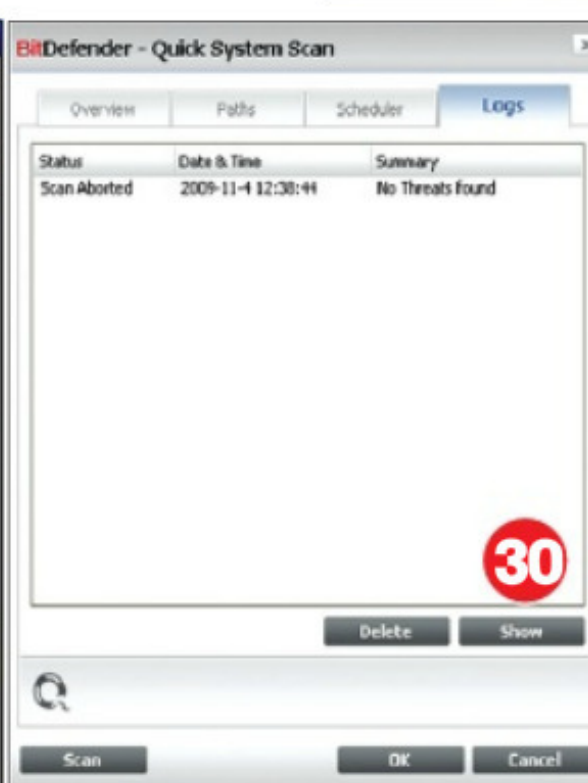 BitDefender - Quick System Scan
Overview Paths Scheduler Logs
Status Date & Time Summary
Scan Aborted 2009-11-4 12:38:44 No Threats found
30
Delete Show
Scan OK Cancel